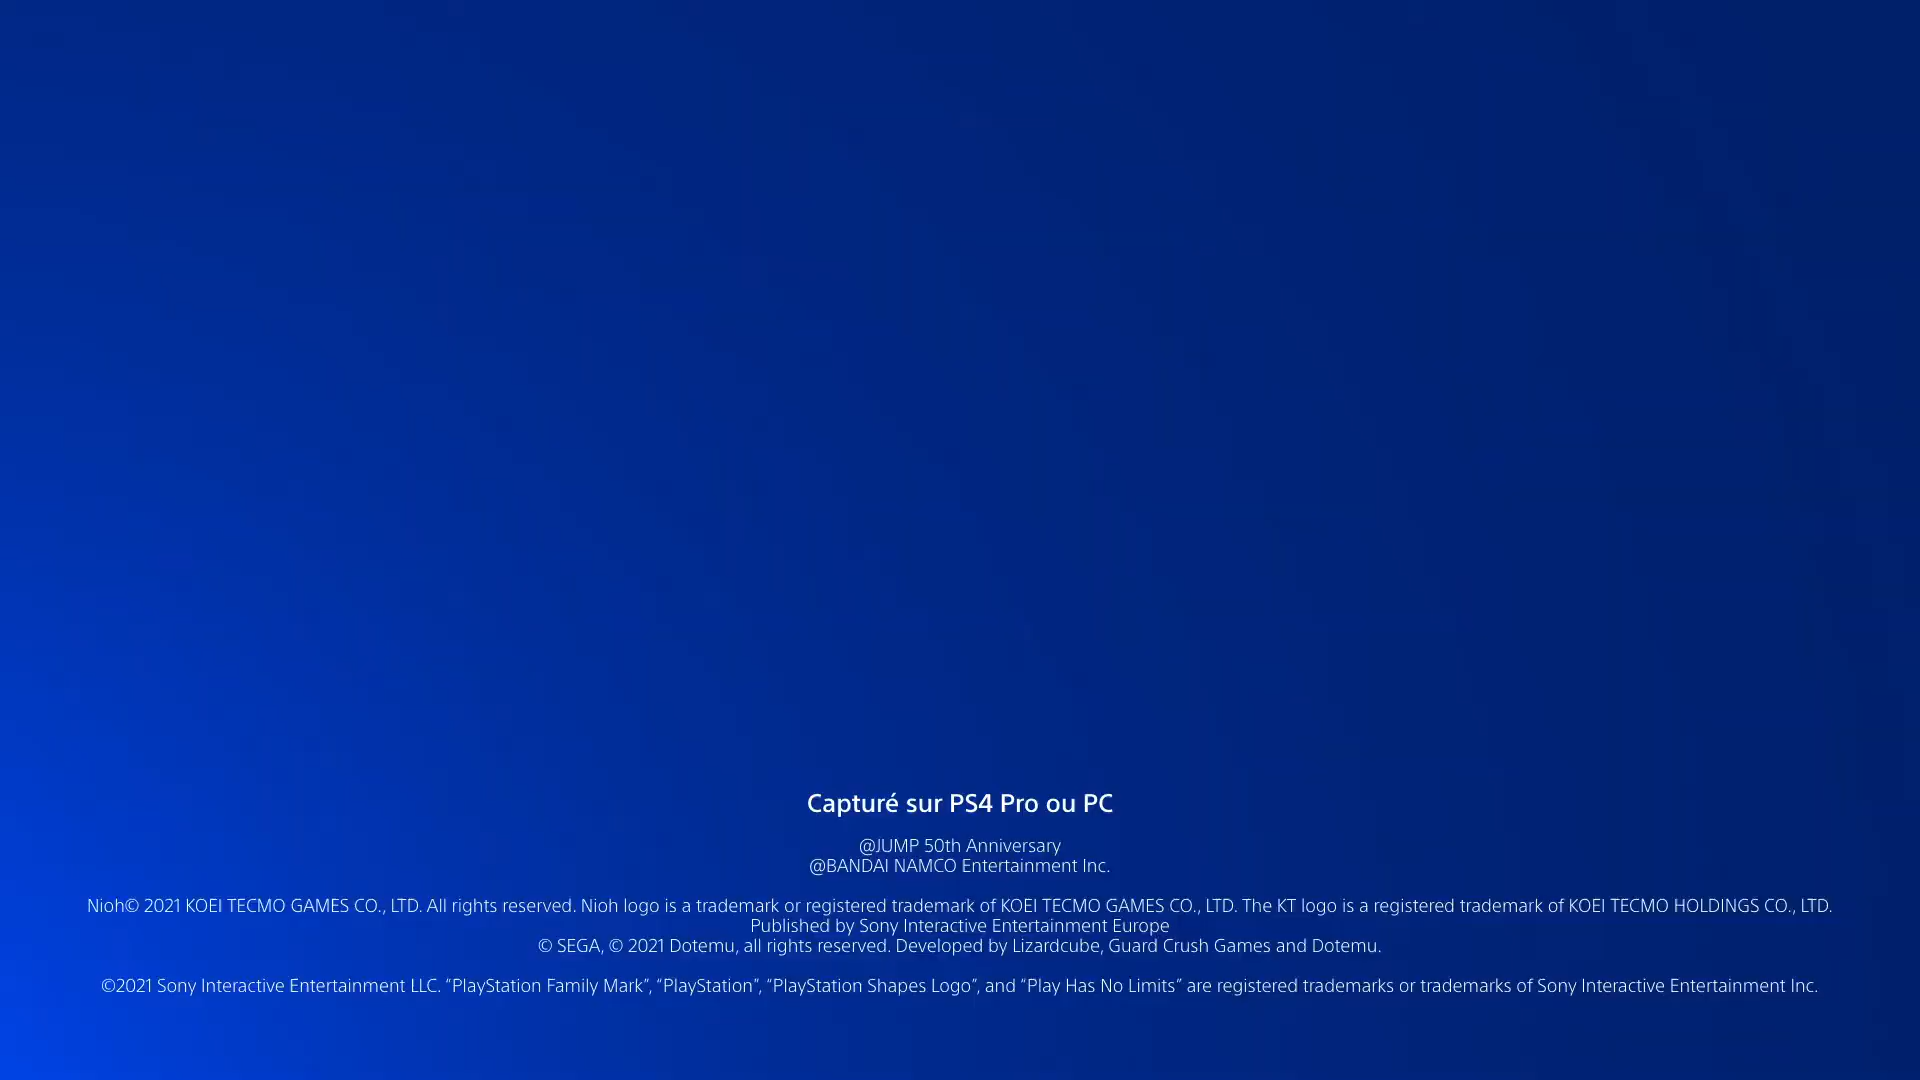 Capturé sur PS4 Pro ou PC
@JUMP 50th Anniversary
@BANDAI NAMCO Entertainment Inc.
Nioh© 2021 KOEI TECMO GAMES CO., LTD. All rights reserved. Nioh logo is a trademark or registered trademark of KOEI TECMO GAMES CO., LTD. The KT logo is a registered trademark of KOEI TECMO HOLDINGS CO., LTD.
Published by Sony Interactive Entertainment Europe
© SEGA, © 2021 Dotemu, all rights reserved. Developed by Lizardcube, Guard Crush Games and Dotemu.
©2021 Sony Interactive Entertainment LLC. “PlayStation Family Mark”, “PlayStation”, “PlayStation Shapes Logo”, and “Play Has No Limits” are registered trademarks or trademarks of Sony Interactive Entertainment Inc.